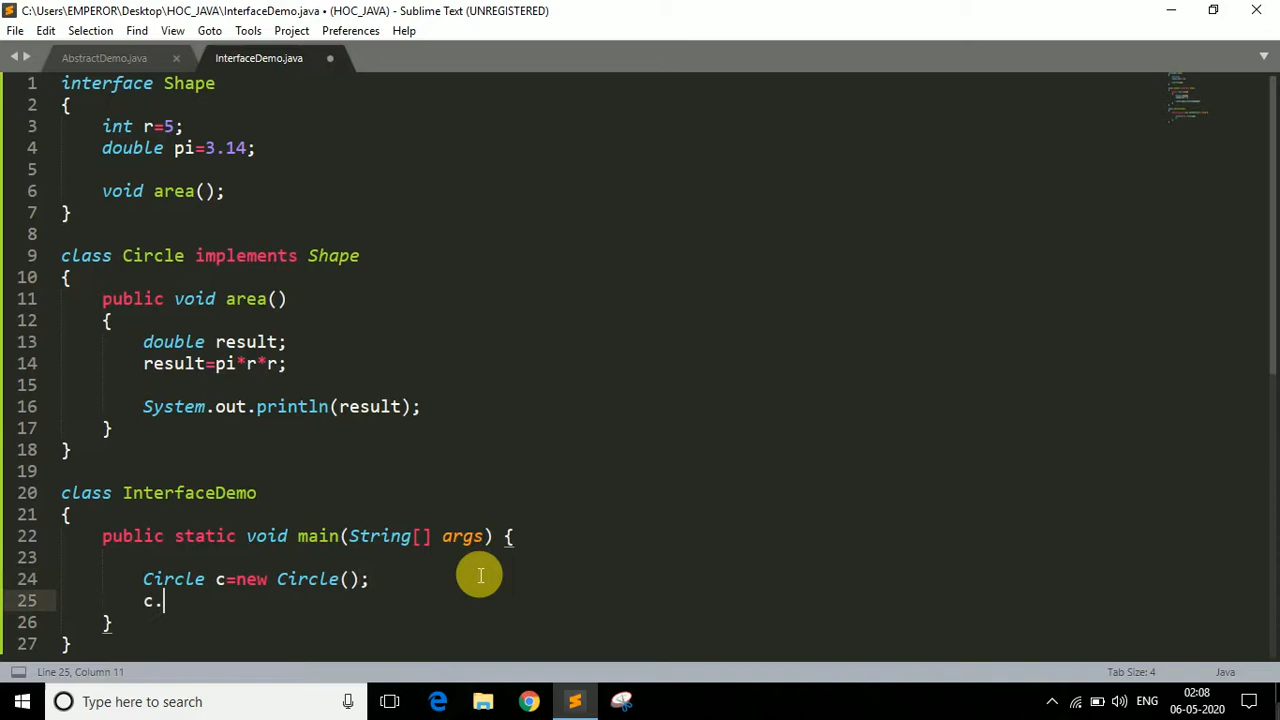 C:\Users\EMPEROR\Desktop\HOC_JAVA\InterfaceDemo.java • (HOC_JAVA) - Sublime Text (UNREGISTERED)
File Edit Selection Find View Goto Tools Project Preferences Help
AbstractDemo.java InterfaceDemo.java
1 interface Shape
2 {
3 int r=5;
4 double pi=3.14;
5
6 void area();
7 }
8
9 class Circle implements Shape
10 {
11 public void area()
12 {
13 double result;
14 result=pi*r*r;
15
16 System.out.println(result);
17 }
18 }
19
20 class InterfaceDemo
21 {
22 public static void main(String[] args) {
23
24 Circle c=new Circle();
25 c.
26 }
27 }
Line 25, Column 11 Tab Size: 4 Java
Type here to search ENG 02:08
06-05-2020